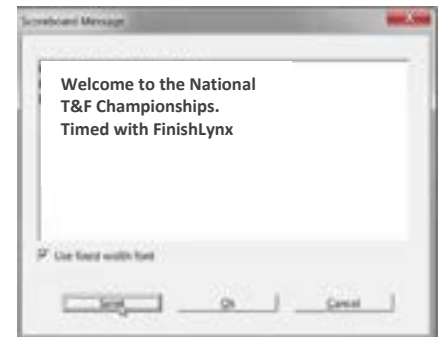 Scoreboard Message
Welcome to the National
T&F Championships.
Timed with FinishLynx
Use fixed width font
Send
Ok
Cancel